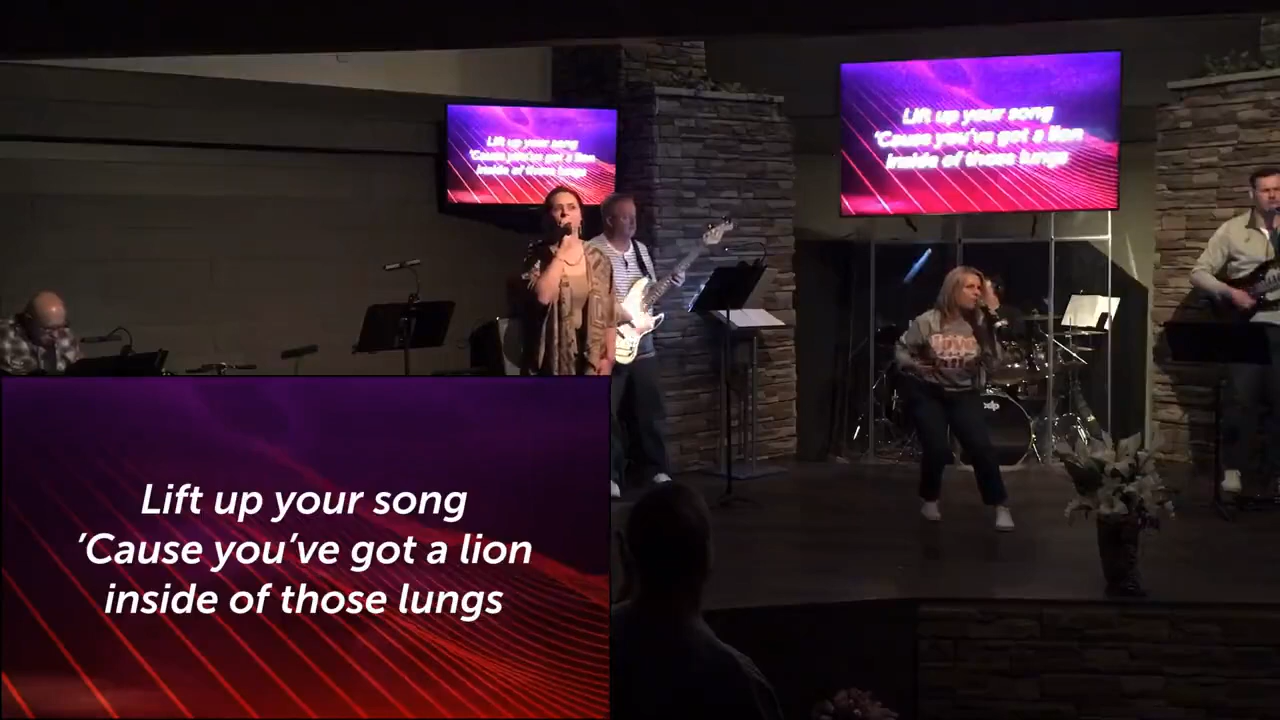 Lift up your song
'Cause you've got a lion
inside of those lungs
Lift up your song
'Cause you've got a lion
inside of those lungs
Lift up your song
’Cause you’ve got a lion
inside of those lungs